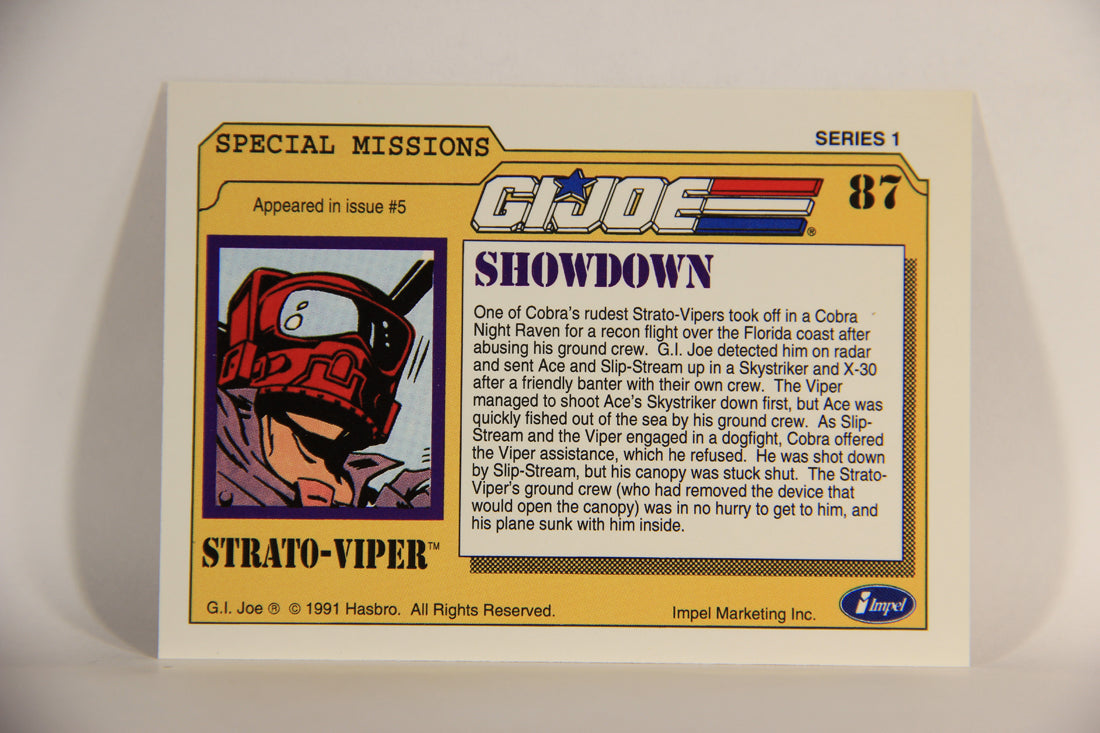 SPECIAL MISSIONS
SERIES 1
Appeared in issue #5
G.I. JOE ®
87
SHOWDOWN
One of Cobra's rudest Strato-Vipers took off in a Cobra
Night Raven for a recon flight over the Florida coast after
abusing his ground crew. G.I. Joe detected him on radar
and sent Ace and Slip-Stream up in a Skystriker and X-30
after a friendly banter with their own crew. The Viper
managed to shoot Ace's Skystriker down first, but Ace was
quickly fished out of the sea by his ground crew. As Slip-
Stream and the Viper engaged in a dogfight, Cobra offered
the Viper assistance, which he refused. He was shot down
by Slip-Stream, but his canopy was stuck shut. The Strato-
Viper's ground crew (who had removed the device that
would open the canopy) was in no hurry to get to him, and
his plane sunk with him inside.
STRATO-VIPER™
G.I. Joe ® © 1991 Hasbro. All Rights Reserved.
Impel Marketing Inc.
Impel